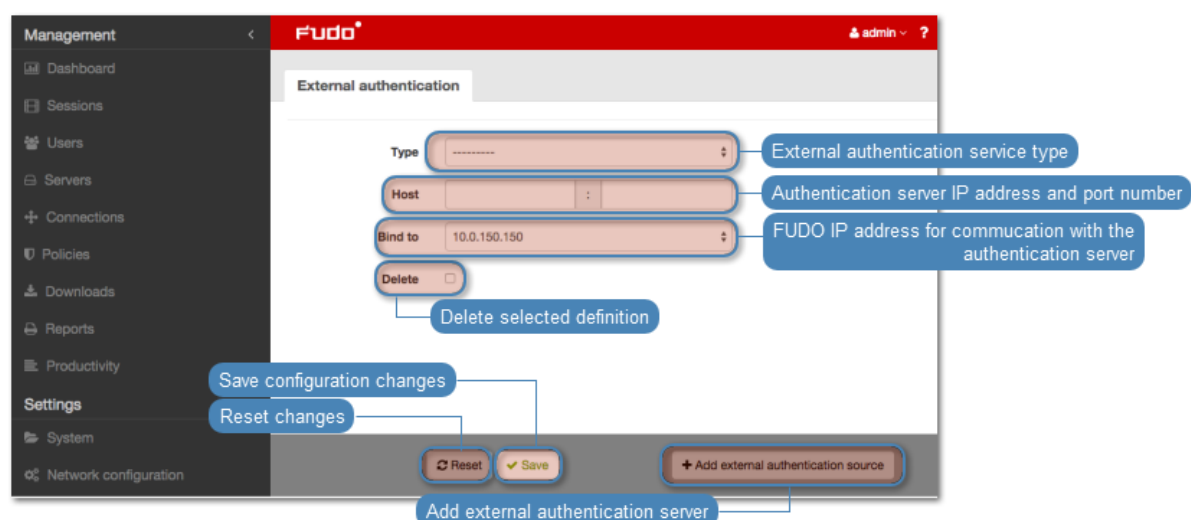 Management <
FUDO
admin ?
Dashboard
External authentication
Sessions
Users
Type ---------
External authentication service type
Servers
Host :
Authentication server IP address and port number
Connections
Bind to 10.0.150.150
FUDO IP address for commucation with the
authentication server
Policies
Delete
Downloads
Delete selected definition
Reports
Productivity
Save configuration changes
Settings
Reset changes
System
Reset
Save
+ Add external authentication source
Network configuration
Add external authentication server